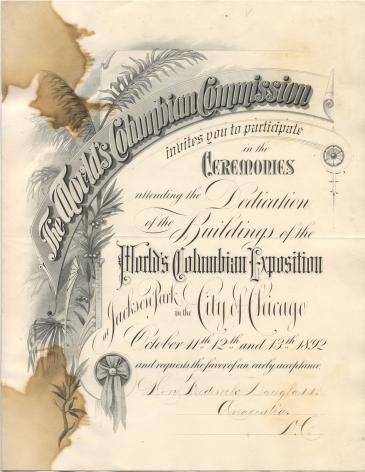 The World's Columbian Commission
invites you to participate
in the
Ceremonies
attending the Dedication
of the Buildings of the
World's Columbian Exposition
at Jackson Park in the City of Chicago
October 11th 12th and 13th 1892
and requests the favor of an early acceptance
Hon. Frederick Douglass.
Anacostia.
D.C.